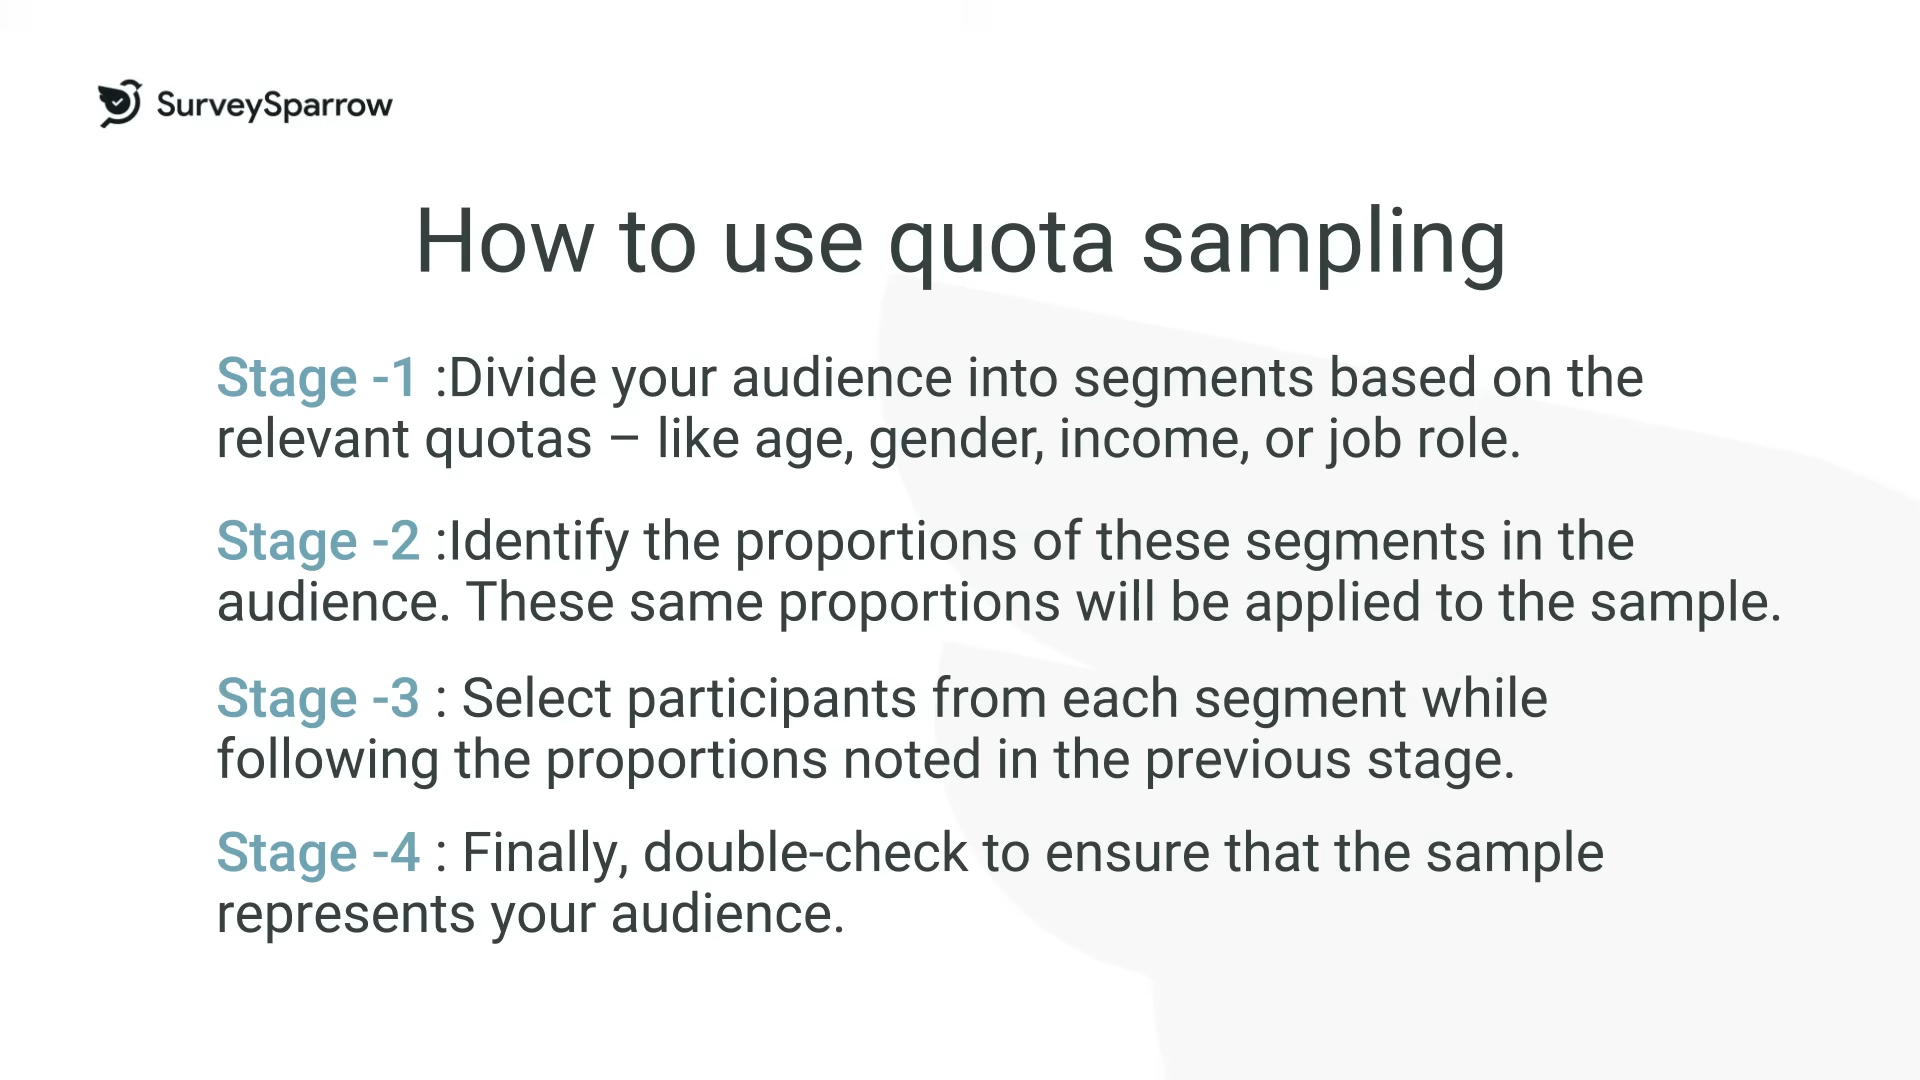 SurveySparrow
How to use quota sampling
Stage -1 :Divide your audience into segments based on the
relevant quotas – like age, gender, income, or job role.
Stage -2 :Identify the proportions of these segments in the
audience. These same proportions will be applied to the sample.
Stage -3 : Select participants from each segment while
following the proportions noted in the previous stage.
Stage -4 : Finally, double-check to ensure that the sample
represents your audience.